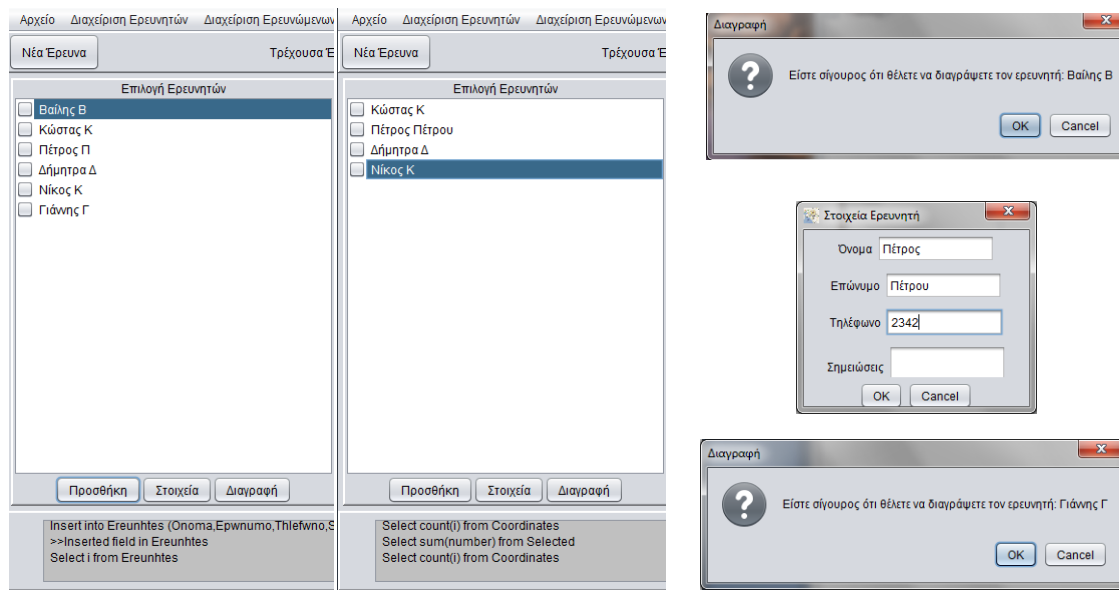 Αρχείο Διαχείριση Ερευνητών Διαχείριση Ερευνώμενων
Νέα Έρευνα Τρέχουσα Έ
Επιλογή Ερευνητών
Βαίλης Β
Κώστας Κ
Πέτρος Π
Δήμητρα Δ
Νίκος Κ
Γιάννης Γ
Προσθήκη Στοιχεία Διαγραφή
Insert into Ereunhtes (Onoma,Epwnumo,Thlefwno,S
>>Inserted field in Ereunhtes
Select i from Ereunhtes
Αρχείο Διαχείριση Ερευνητών Διαχείριση Ερευνώμενων
Νέα Έρευνα Τρέχουσα Έ
Επιλογή Ερευνητών
Κώστας Κ
Πέτρος Πέτρου
Δήμητρα Δ
Νίκος Κ
Προσθήκη Στοιχεία Διαγραφή
Select count(i) from Coordinates
Select sum(number) from Selected
Select count(i) from Coordinates
Διαγραφή
Είστε σίγουρος ότι θέλετε να διαγράψετε τον ερευνητή: Βαίλης Β
OK Cancel
Στοιχεία Ερευνητή
Όνομα Πέτρος
Επώνυμο Πέτρου
Τηλέφωνο 2342
Σημειώσεις
OK Cancel
Διαγραφή
Είστε σίγουρος ότι θέλετε να διαγράψετε τον ερευνητή: Γιάννης Γ
OK Cancel